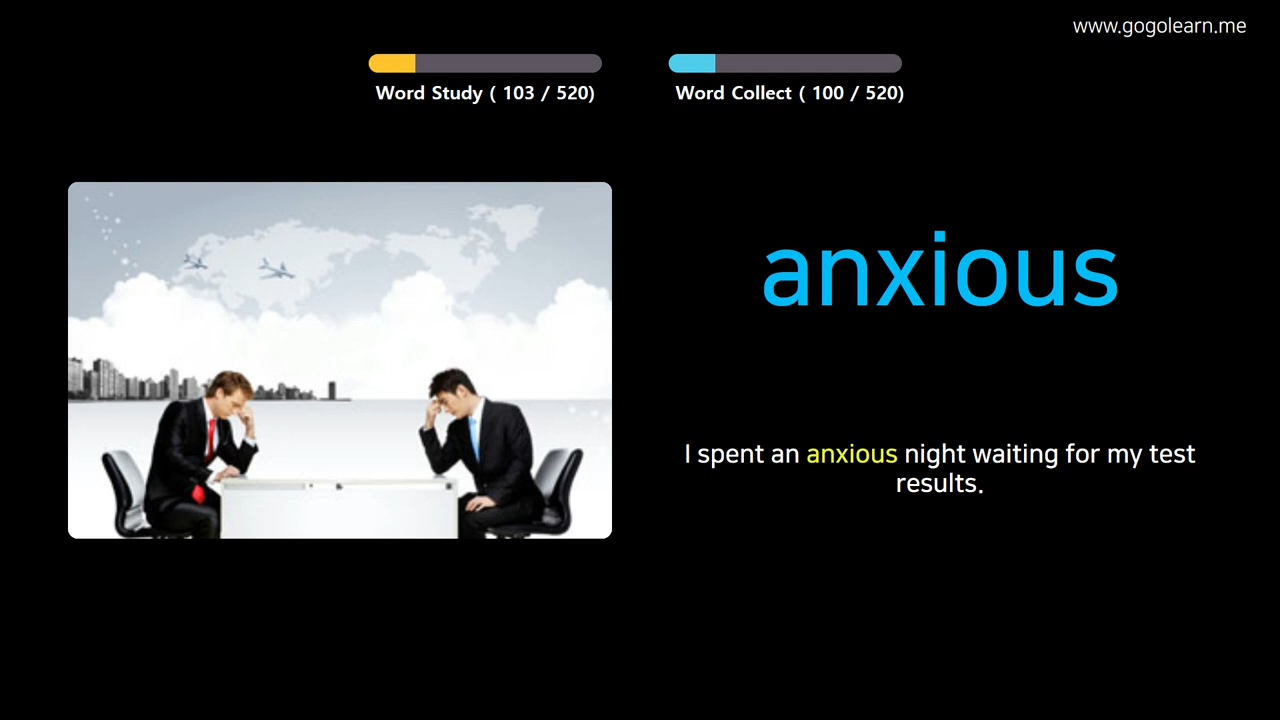 www.gogolearn.me
Word Study ( 103 / 520)
Word Collect ( 100 / 520)
anxious
I spent an anxious night waiting for my test
results.